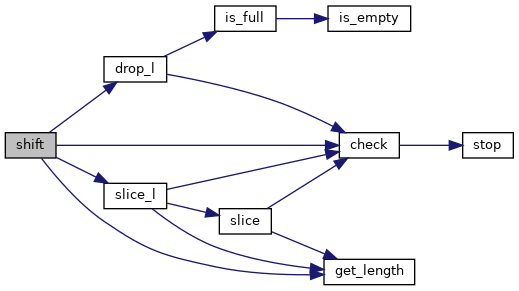 is_full
is_empty
drop_l
shift
check
stop
slice_l
slice
get_length